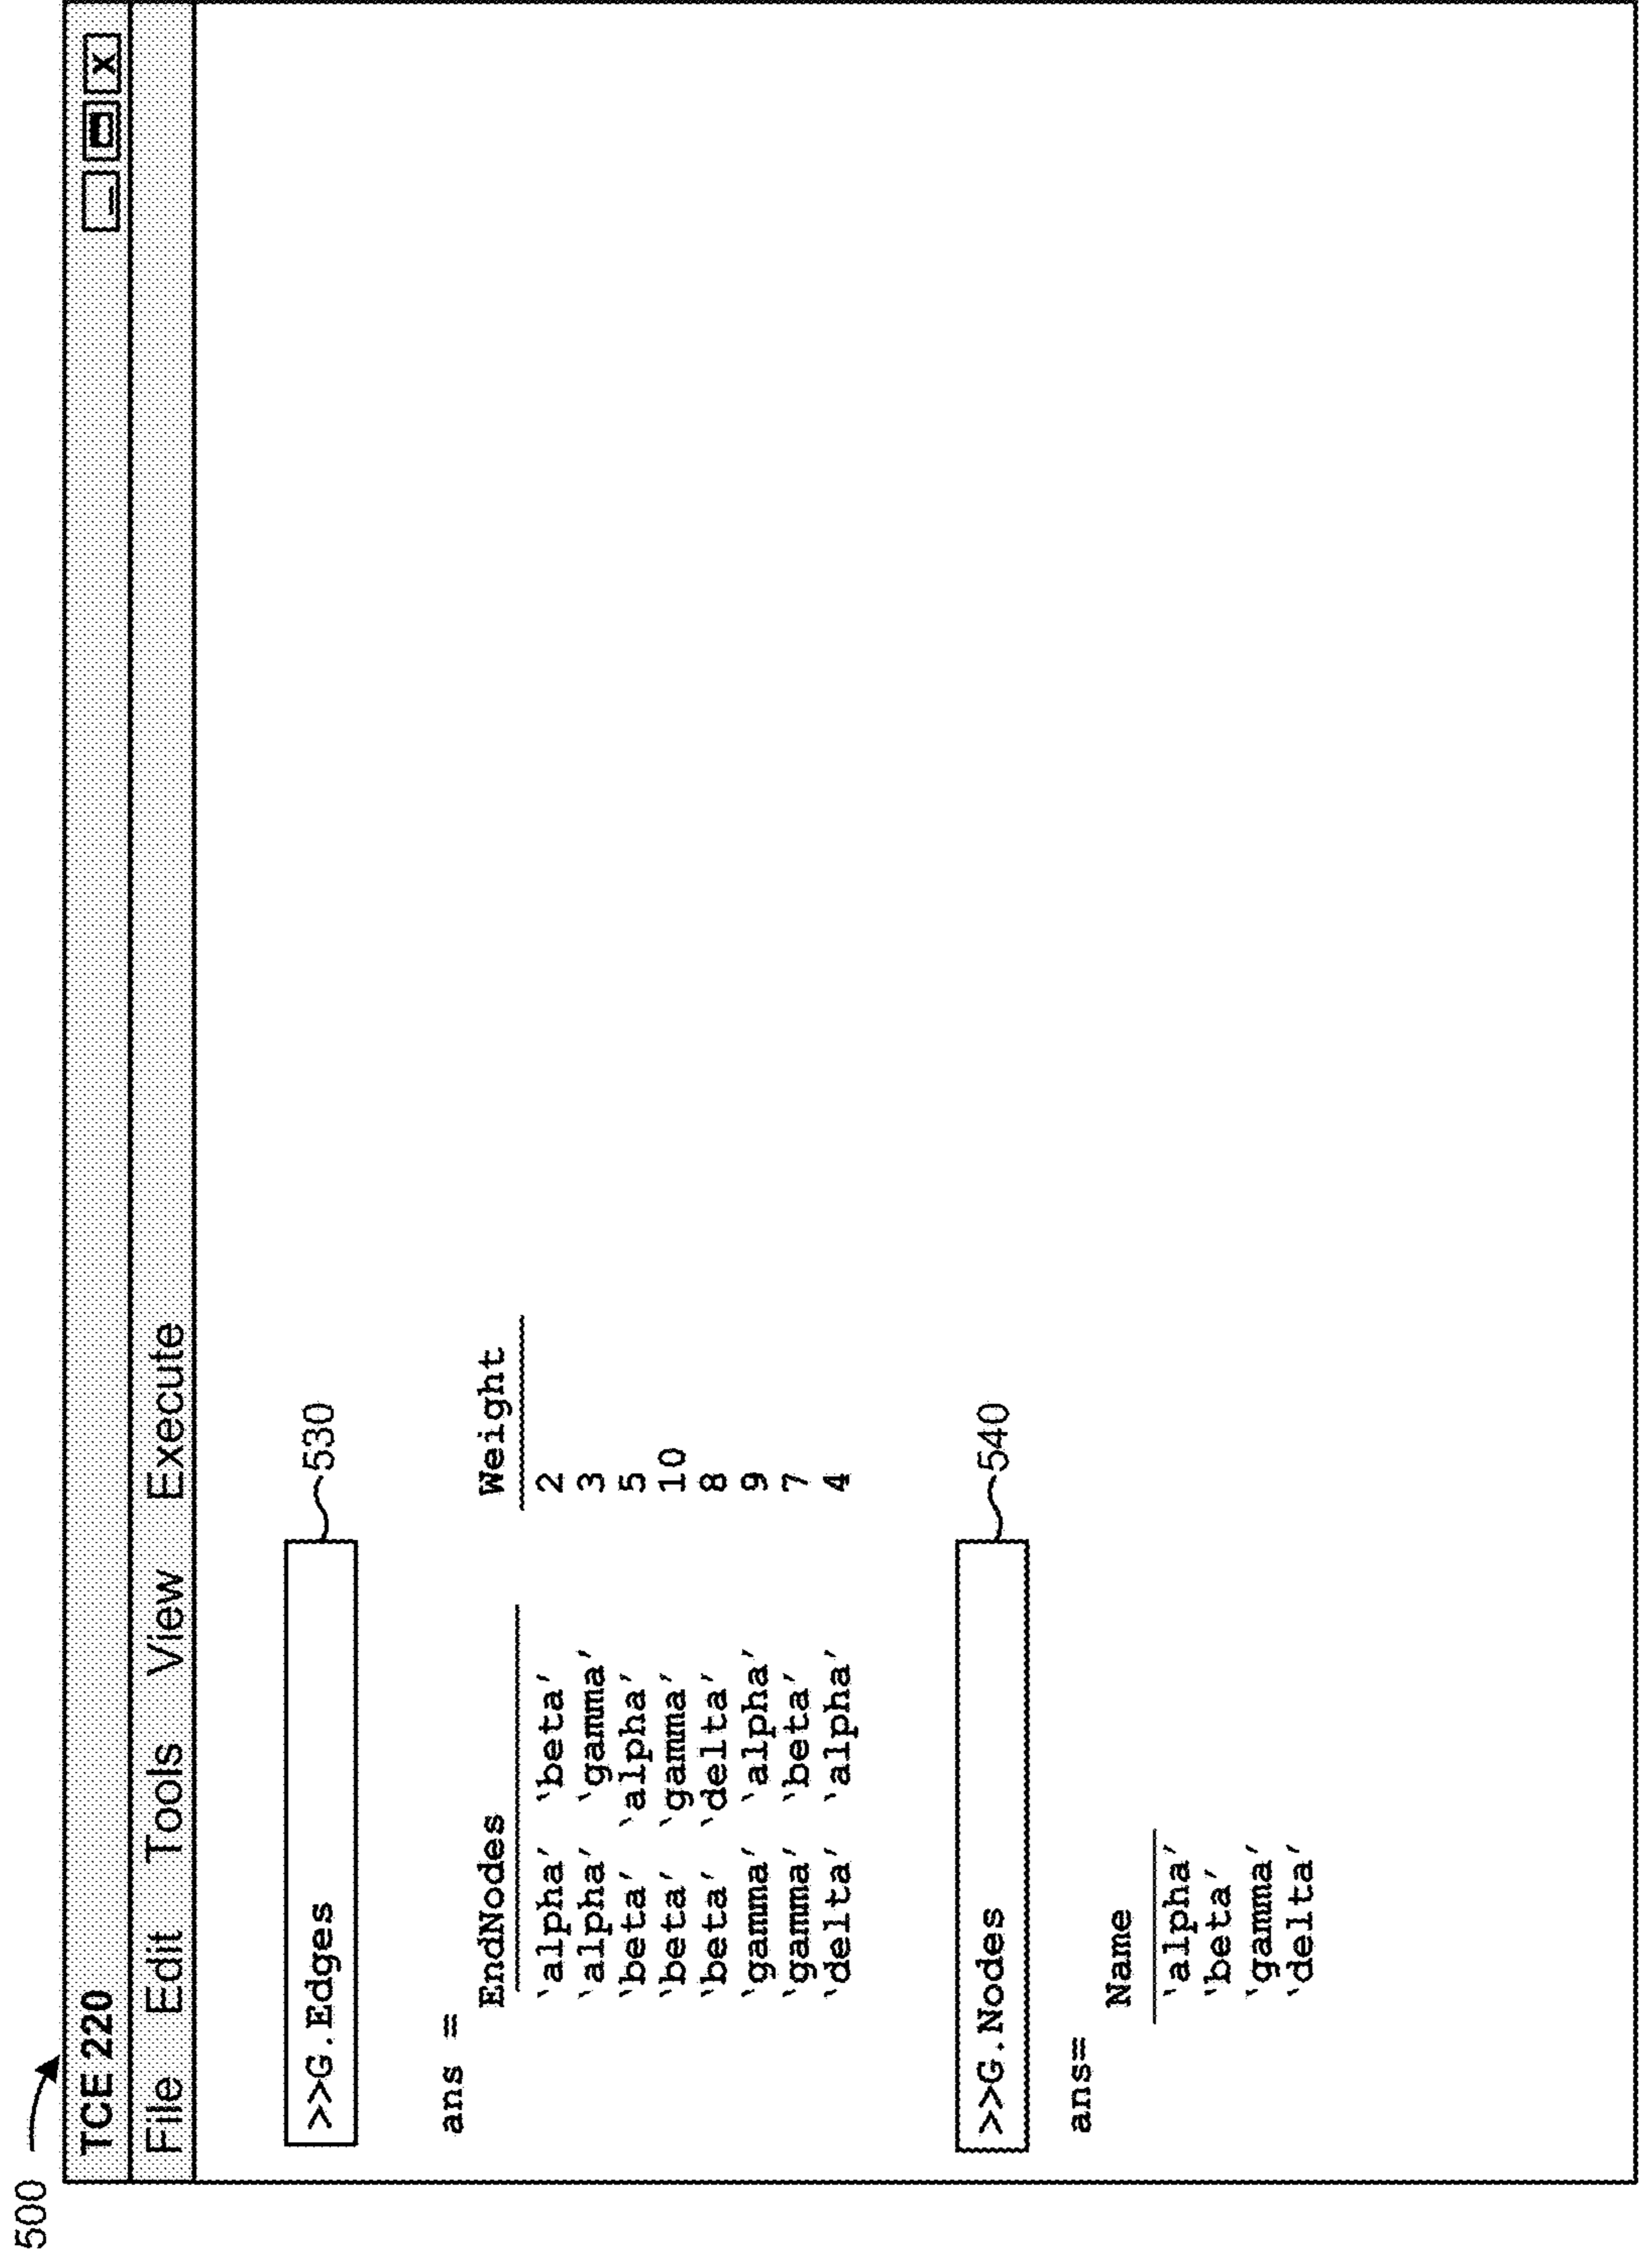 500
TCE 220
File Edit Tools View Execute
>>G.Edges
530
ans =
EndNodes Weight
‘alpha’ ‘beta’ 2
‘alpha’ ‘gamma’ 3
‘beta’ ‘alpha’ 5
‘beta’ ‘gamma’ 10
‘beta’ ‘delta’ 8
‘gamma’ ‘alpha’ 9
‘gamma’ ‘beta’ 7
‘delta’ ‘alpha’ 4
>>G.Nodes
540
ans=
Name
‘alpha’
‘beta’
‘gamma’
‘delta’